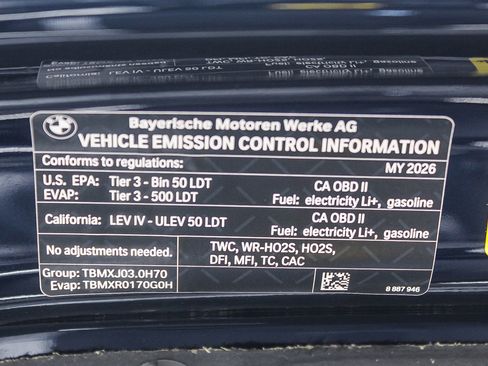 BMW
Bayerische Motoren Werke AG
VEHICLE EMISSION CONTROL INFORMATION
Conforms to regulations: MY 2026
U.S. EPA: Tier 3 - Bin 50 LDT CA OBD II
EVAP: Tier 3 - 500 LDT Fuel: electricity Li+, gasoline
California: LEV IV - ULEV 50 LDT CA OBD II
Fuel: electricity Li+, gasoline
No adjustments needed. TWC, WR-HO2S, HO2S,
DFI, MFI, TC, CAC
Group: TBMXJ03.0H70
Evap: TBMXR0170G0H 8 887 946